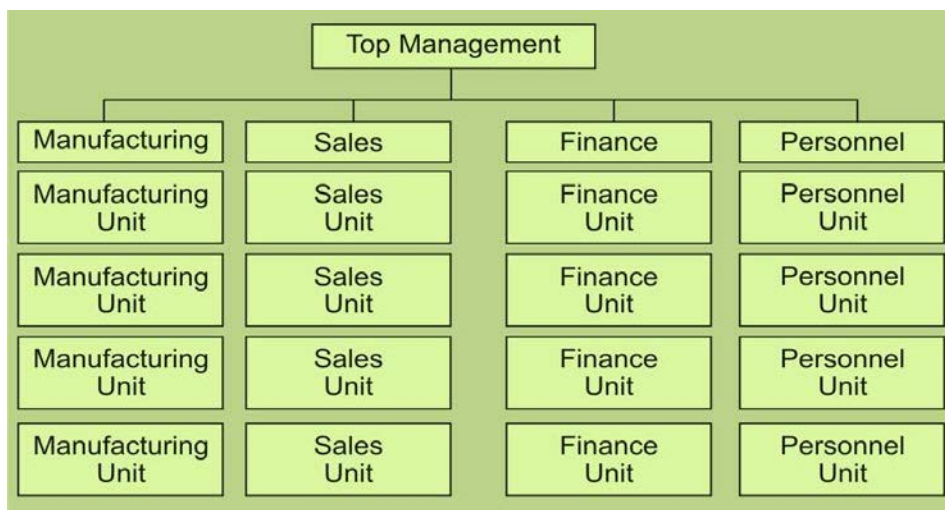 Top Management
Manufacturing
Sales
Finance
Personnel
Manufacturing
Unit
Sales
Unit
Finance
Unit
Personnel
Unit
Manufacturing
Unit
Sales
Unit
Finance
Unit
Personnel
Unit
Manufacturing
Unit
Sales
Unit
Finance
Unit
Personnel
Unit
Manufacturing
Unit
Sales
Unit
Finance
Unit
Personnel
Unit